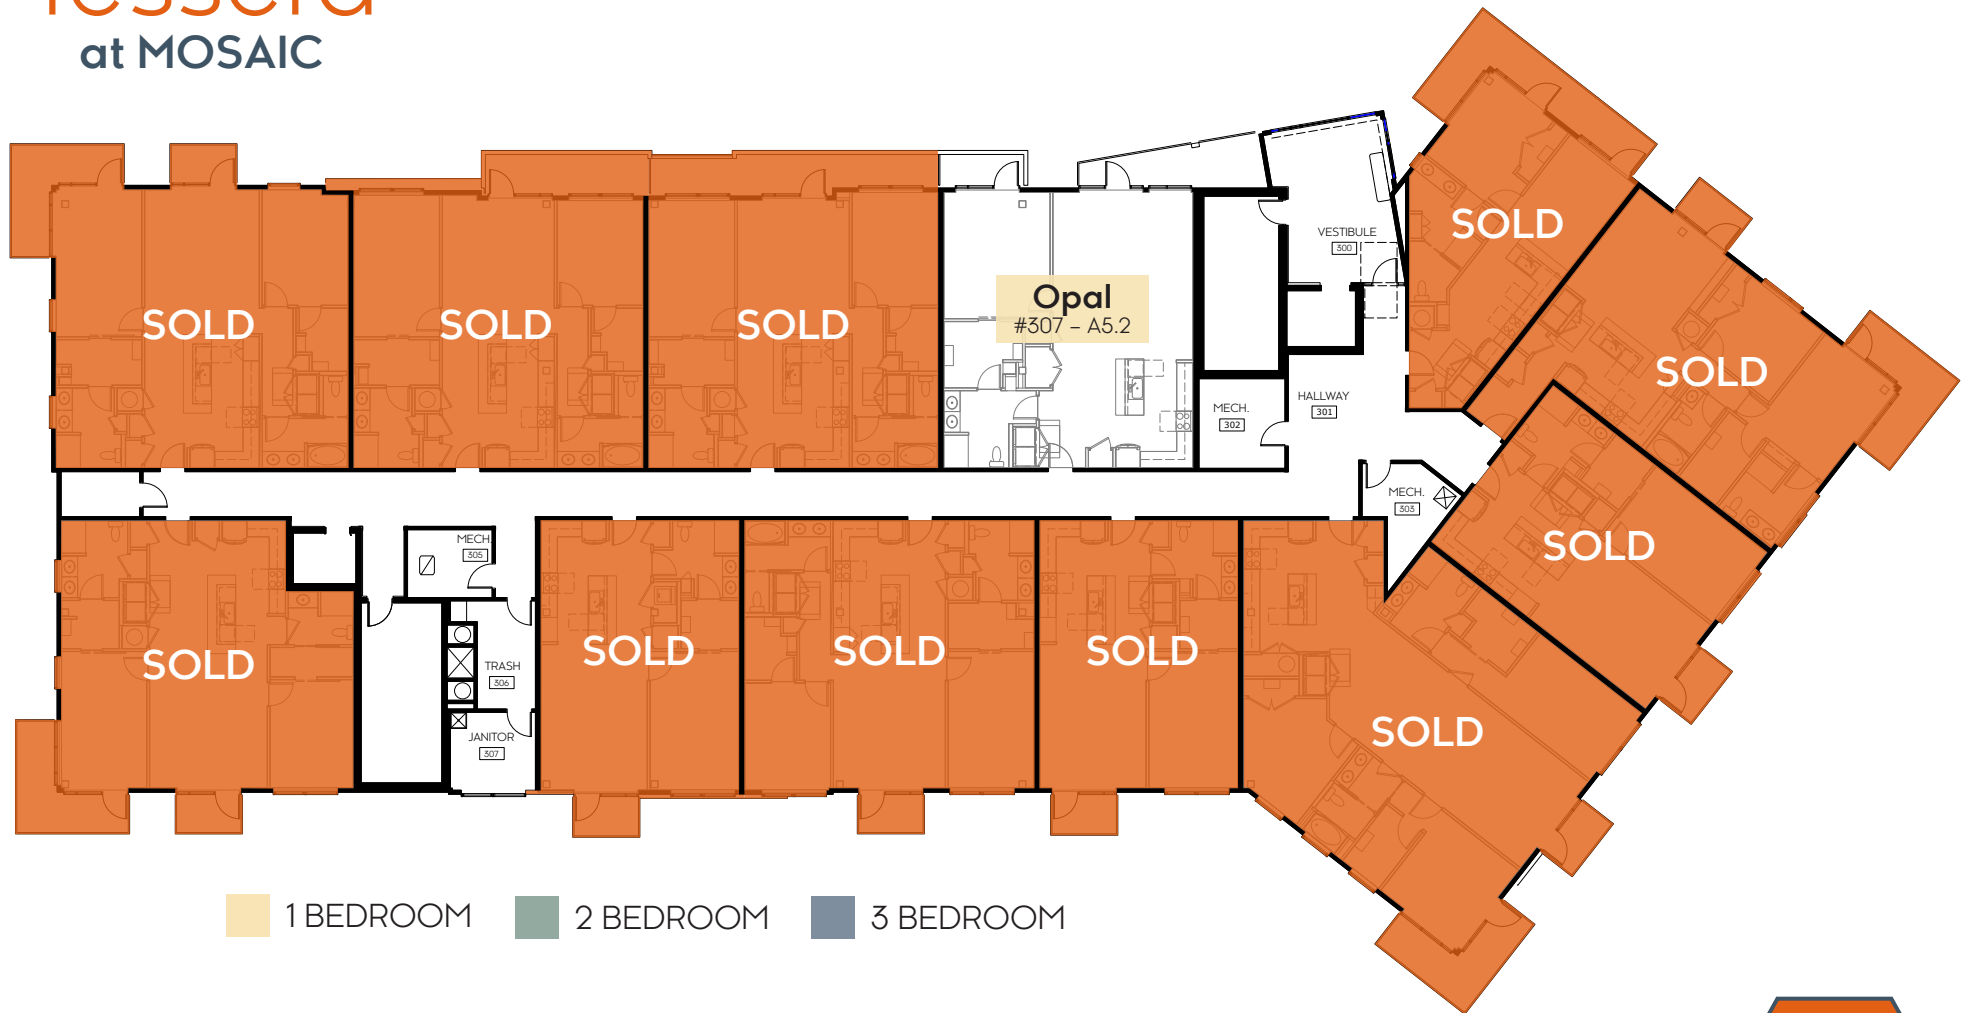 Tessera
at MOSAIC
SOLD
SOLD
SOLD
Opal
#307 – A5.2
VESTIBULE
300
SOLD
SOLD
HALLWAY
301
MECH.
302
MECH.
303
SOLD
MECH.
305
SOLD
TRASH
306
JANITOR
307
SOLD
SOLD
SOLD
SOLD
1 BEDROOM
2 BEDROOM
3 BEDROOM